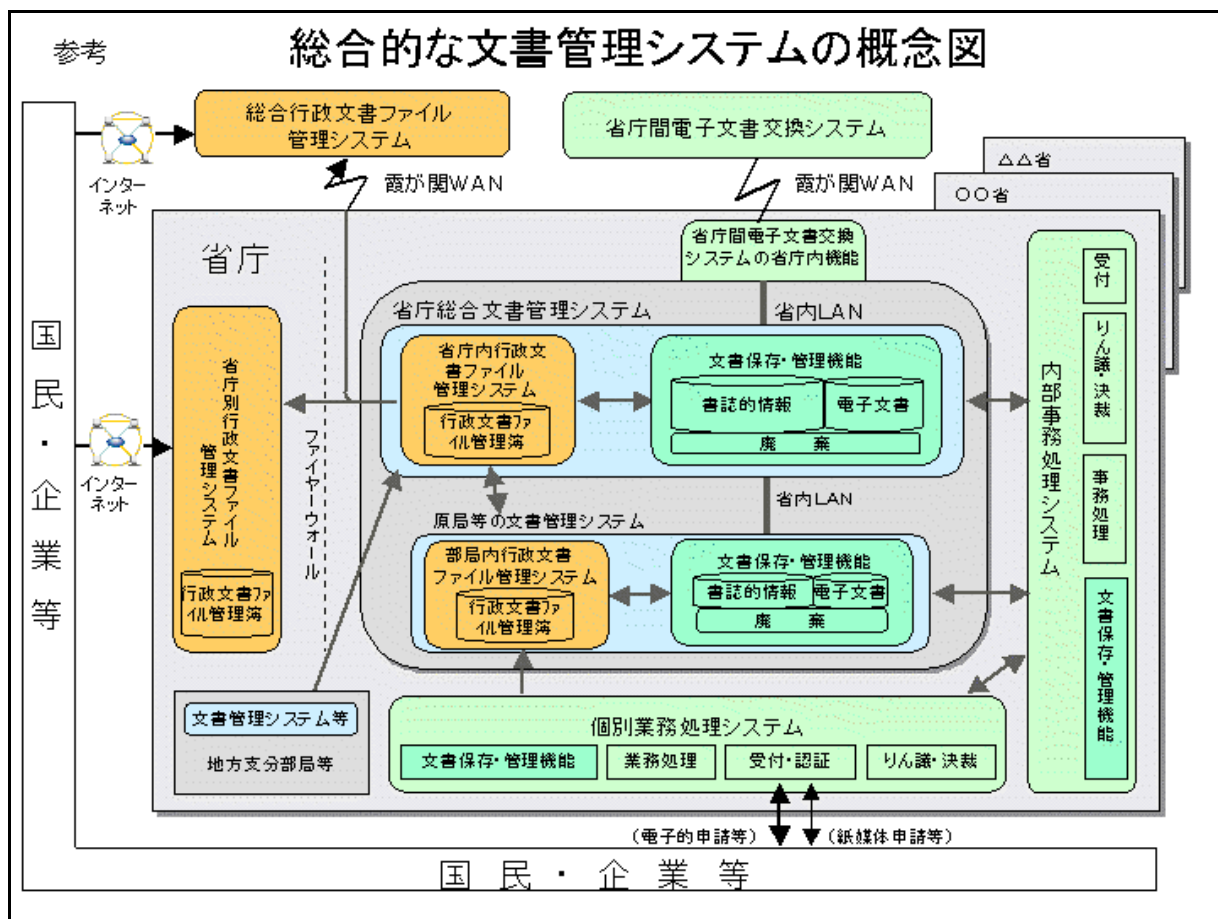 参考
総合的な文書管理システムの概念図
総合行政文書ファイル
管理システム
省庁間電子文書交換システム
インター
ネット
霞が関WAN
霞が関WAN
△△省
○○省
省庁
省庁間電子文書交換
システムの省庁内機能
省庁総合文書管理システム
省内LAN
省庁内行政文
書ファイル
管理システム
行政文書ファ
イル管理簿
文書保存・管理機能
書誌的情報
電子文書
廃 棄
省庁別行政文書ファイル
管理システム
行政文書ファ
イル管理簿
ファイヤーウォール
インター
ネット
国民・企業等
省内LAN
原局等の文書管理システム
部局内行政文書
ファイル管理システム
行政文書ファ
イル管理簿
文書保存・管理機能
書誌的情報
電子文書
廃 棄
内部事務処理システム
受付
りん議・決裁
事務処理
文書保存・管理機能
文書管理システム等
地方支分部局等
個別業務処理システム
文書保存・管理機能
業務処理
受付・認証
りん議・決裁
（電子的申請等）
（紙媒体申請等）
国 民 ・ 企 業 等